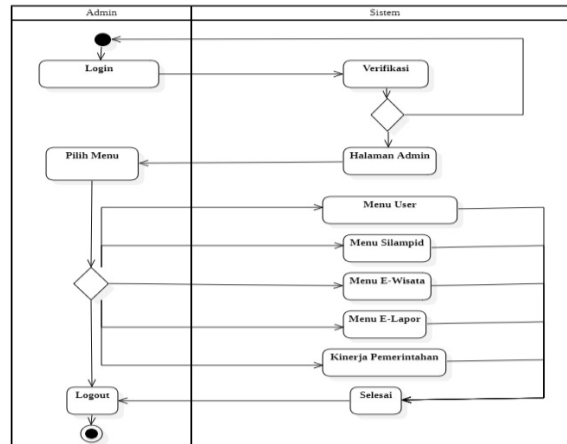 Admin
Sistem
Login
Verifikasi
Pilih Menu
Halaman Admin
Menu User
Menu Silampid
Menu E-Wisata
Menu E-Lapor
Kinerja Pemerintahan
Logout
Selesai